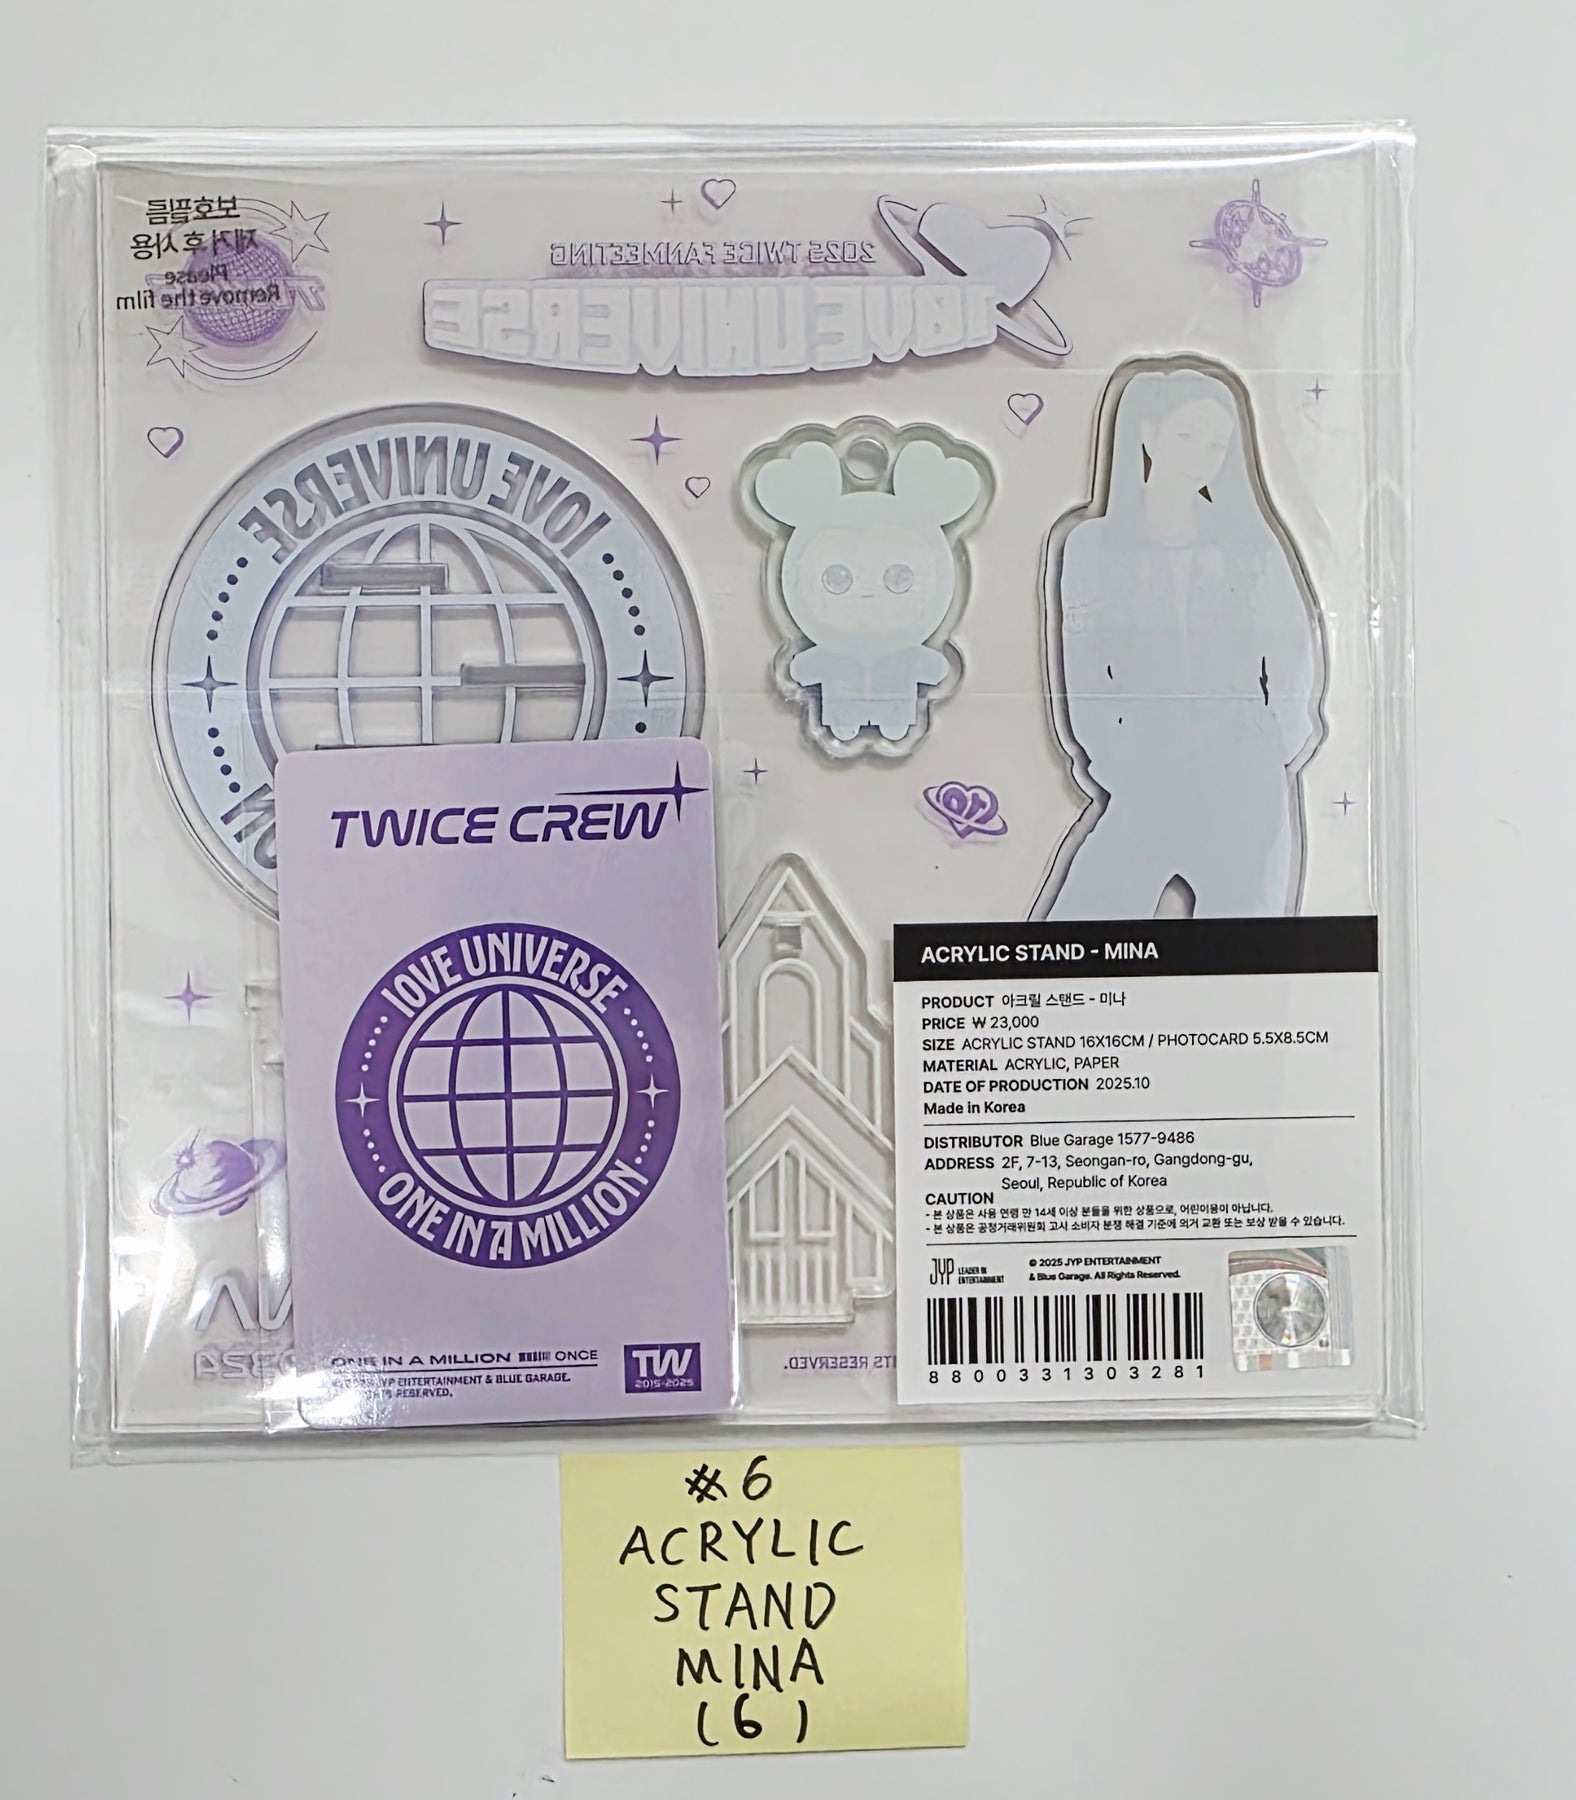 보호필름
제거 후 사용
Please
Remove the film
2025 TWICE FANMEETING
10VE UNIVERSE
10VE UNIVERSE
TWICE CREW
10VE UNIVERSE
ONE IN A MILLION
ONE IN A MILLION
ONCE
JYP ENTERTAINMENT & BLUE GARAGE.
RESERVED.
TW
2015-2025
RESERVED.
ACRYLIC STAND - MINA
PRODUCT 아크릴 스탠드 - 미나
PRICE ₩ 23,000
SIZE ACRYLIC STAND 16X16CM / PHOTOCARD 5.5X8.5CM
MATERIAL ACRYLIC, PAPER
DATE OF PRODUCTION 2025.10
Made in Korea
DISTRIBUTOR Blue Garage 1577-9486
ADDRESS 2F, 7-13, Seongan-ro, Gangdong-gu,
Seoul, Republic of Korea
CAUTION
- 본 상품은 사용 연령 만 14세 이상 분들을 위한 상품으로, 어린이용이 아닙니다.
- 본 상품은 공정거래위원회 고시 소비자 분쟁 해결 기준에 의거 교환 또는 보상 받을 수 있습니다.
JYP LEADER IN
ENTERTAINMENT
© 2025 JYP ENTERTAINMENT
& Blue Garage. All Rights Reserved.
8800331303281
#6
ACRYLIC
STAND
MINA
(6)